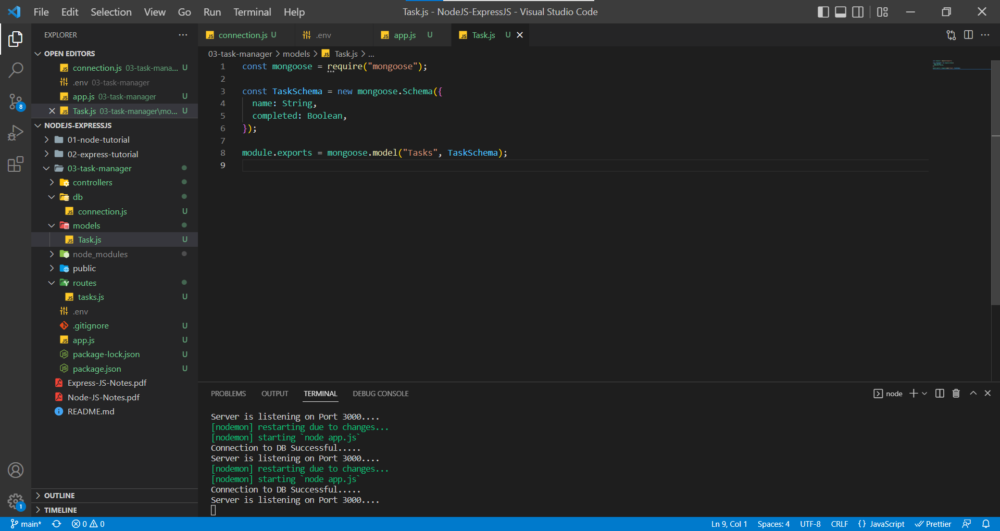 File Edit Selection View Go Run Terminal Help
Task.js - NodeJS-ExpressJS - Visual Studio Code
EXPLORER
OPEN EDITORS
connection.js 03-task-mana... U
.env 03-task-manager
app.js 03-task-manager U
Task.js 03-task-manager\mo... U
NODEJS-EXPRESSJS
01-node-tutorial
02-express-tutorial
03-task-manager
controllers
db
connection.js U
models
Task.js U
node_modules
public
routes
tasks.js U
.env
.gitignore U
app.js U
package-lock.json U
package.json U
Express-JS-Notes.pdf
Node-JS-Notes.pdf
README.md
OUTLINE
TIMELINE
8
1
connection.js U .env app.js U Task.js U
03-task-manager > models > Task.js > ...
1 const mongoose = require("mongoose");
2
3 const TaskSchema = new mongoose.Schema({
4 name: String,
5 completed: Boolean,
6 });
7
8 module.exports = mongoose.model("Tasks", TaskSchema);
9
PROBLEMS OUTPUT TERMINAL DEBUG CONSOLE
node
Server is listening on Port 3000....
[nodemon] restarting due to changes...
[nodemon] starting `node app.js`
Connection to DB Successful.....
Server is listening on Port 3000....
[nodemon] restarting due to changes...
[nodemon] starting `node app.js`
Connection to DB Successful.....
Server is listening on Port 3000....
main* 0 0 Ln 9, Col 1 Spaces: 4 UTF-8 CRLF {} JavaScript Prettier